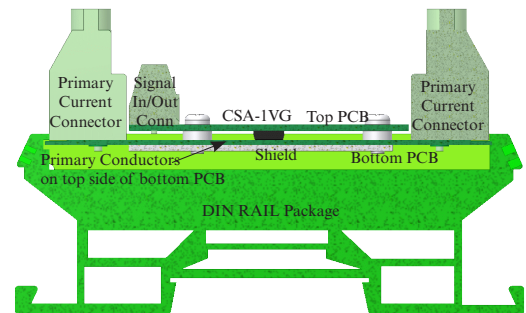 Primary
Current
Connector
Signal
In/Out
Conn
CSA-1VG
Top PCB
Primary
Current
Connector
Primary Conductors
on top side of bottom PCB
Shield
Bottom PCB
DIN RAIL Package